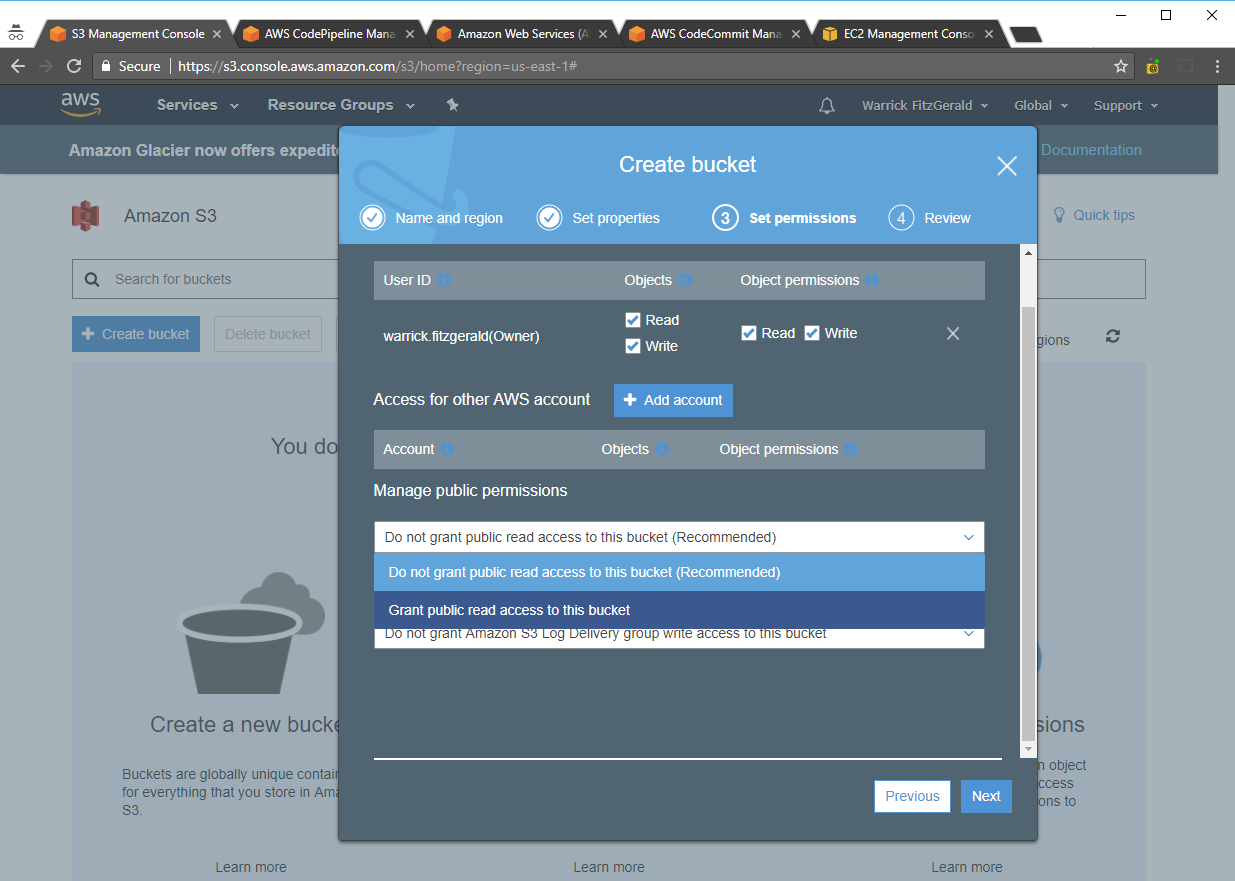 S3 Management Console
AWS CodePipeline Mana
Amazon Web Services (A
AWS CodeCommit Mana
EC2 Management Conso
Secure
https://s3.console.aws.amazon.com/s3/home?region=us-east-1#
aws
Services
Resource Groups
Warrick FitzGerald
Global
Support
Amazon Glacier now offers expedit
Documentation
Create bucket
Name and region
Set properties
3 Set permissions
4 Review
Amazon S3
Quick tips
Search for buckets
Create bucket
Delete bucket
gions
User ID
Objects
Object permissions
warrick.fitzgerald(Owner)
Read
Write
Read
Write
Access for other AWS account
Add account
Account
Objects
Object permissions
Manage public permissions
Do not grant public read access to this bucket (Recommended)
Do not grant public read access to this bucket (Recommended)
Grant public read access to this bucket
Do not grant Amazon S3 Log Delivery group write access to this bucket
You do
Create a new bucke
Buckets are globally unique contain
for everything that you store in Ama
S3.
Learn more
Learn more
sions
n object
ccess
ons to
Learn more
Previous
Next